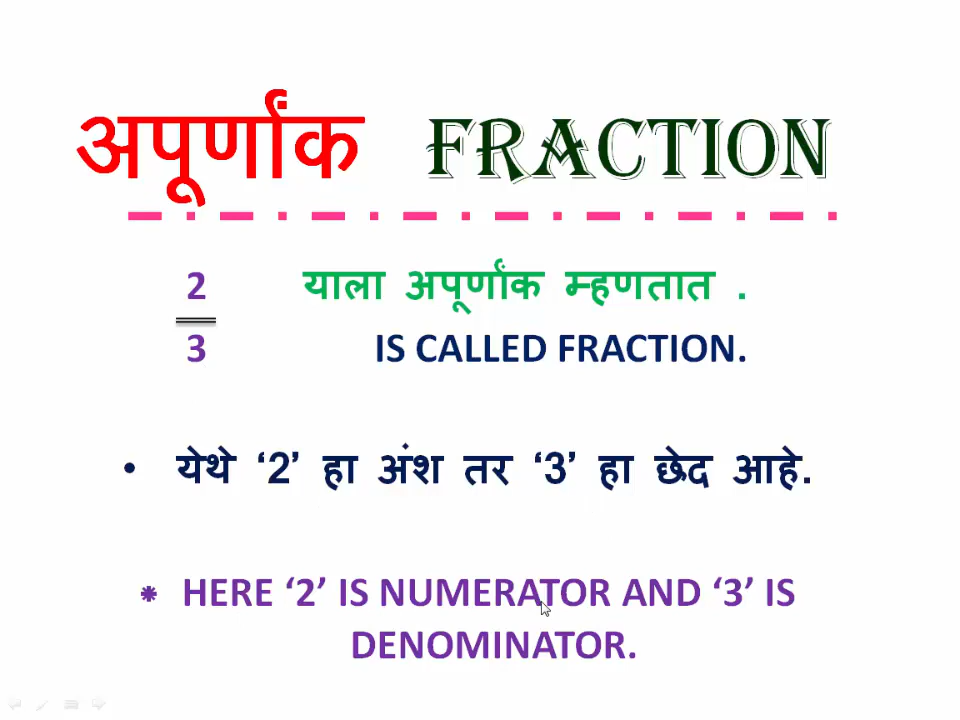 अपूर्णांक FRACTION
2 याला अपूर्णांक म्हणतात .
3 IS CALLED FRACTION.
• येथे ‘2’ हा अंश तर ‘3’ हा छेद आहे.
* HERE ‘2’ IS NUMERATOR AND ‘3’ IS
DENOMINATOR.